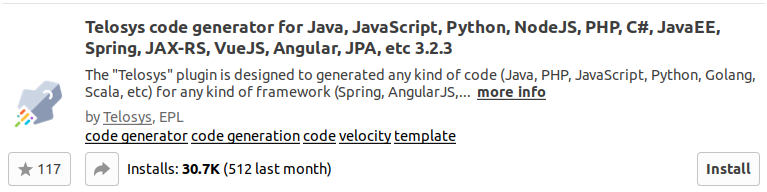 Telosys code generator for Java, JavaScript, Python, NodeJS, PHP, C#, JavaEE,
Spring, JAX-RS, VueJS, Angular, JPA, etc 3.2.3
The "Telosys" plugin is designed to generated any kind of code (Java, PHP, JavaScript, Python, Golang,
Scala, etc) for any kind of framework (Spring, AngularJS,... more info
by Telosys, EPL
code generator code generation code velocity template
117 Installs: 30.7K (512 last month) Install